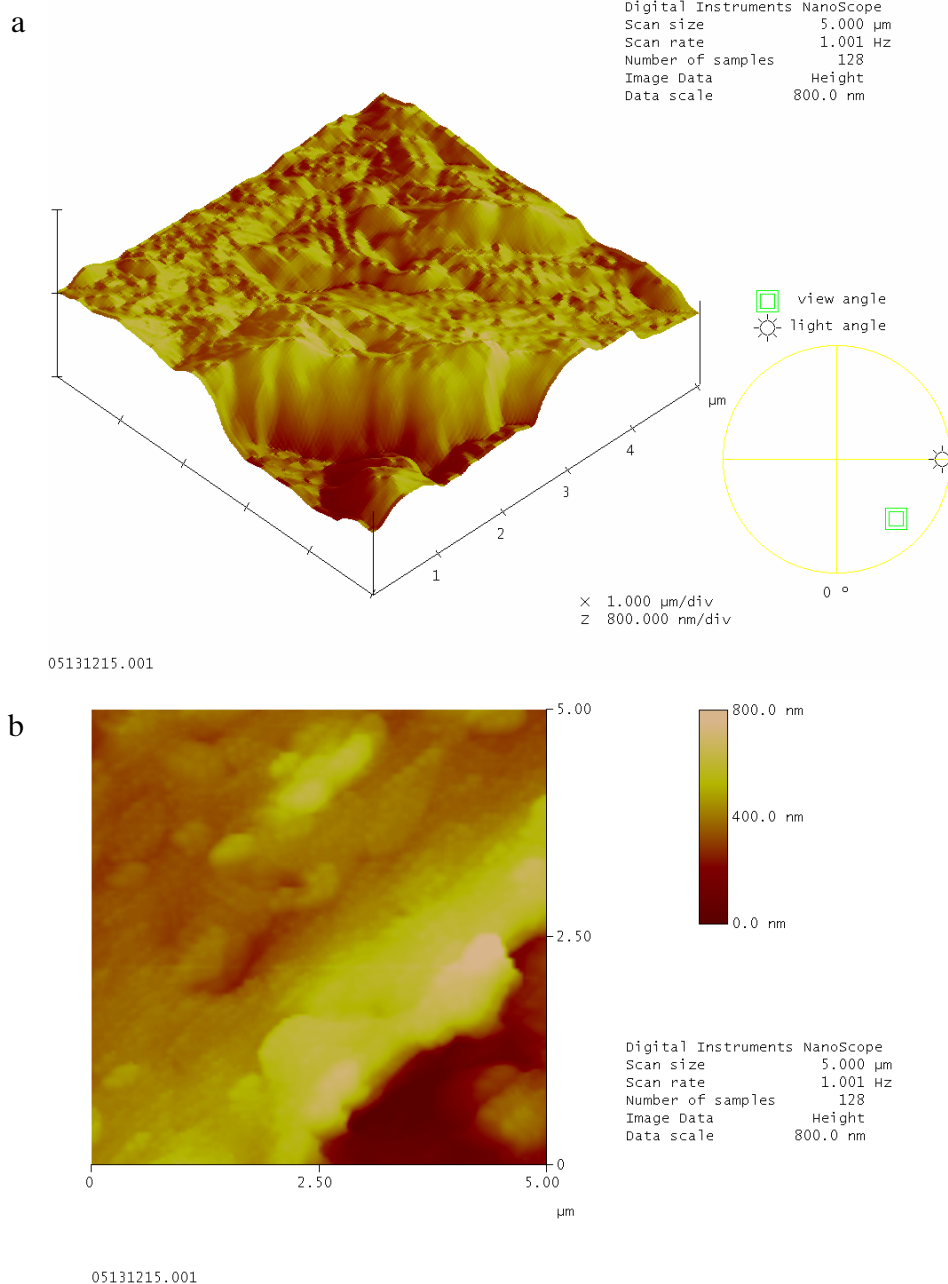 a
Digital Instruments NanoScope
Scan size 5.000 µm
Scan rate 1.001 Hz
Number of samples 128
Image Data Height
Data scale 800.0 nm
view angle
light angle
µm
4
3
2
1
0 º
X 1.000 µm/div
Z 800.000 nm/div
05131215.001
b
5.00
2.50
0
0 2.50 5.00
µm
800.0 nm
400.0 nm
0.0 nm
Digital Instruments NanoScope
Scan size 5.000 µm
Scan rate 1.001 Hz
Number of samples 128
Image Data Height
Data scale 800.0 nm
05131215.001